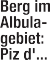 Berg im
Albula-
gebiet:
Piz d'...